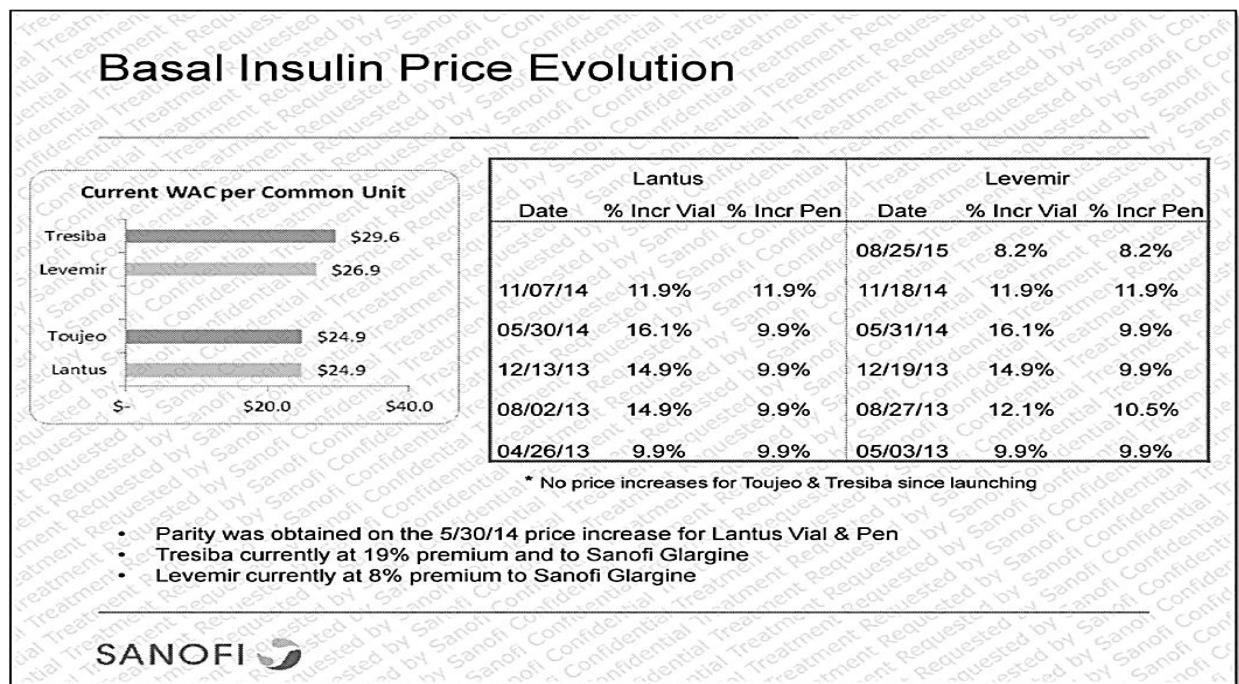 Basal Insulin Price Evolution
Current WAC per Common Unit
Tresiba $29.6
Levemir $26.9
Toujeo $24.9
Lantus $24.9
$- $20.0 $40.0
Lantus Levemir
Date % Incr Vial % Incr Pen Date % Incr Vial % Incr Pen
08/25/15 8.2% 8.2%
11/07/14 11.9% 11.9% 11/18/14 11.9% 11.9%
05/30/14 16.1% 9.9% 05/31/14 16.1% 9.9%
12/13/13 14.9% 9.9% 12/19/13 14.9% 9.9%
08/02/13 14.9% 9.9% 08/27/13 12.1% 10.5%
04/26/13 9.9% 9.9% 05/03/13 9.9% 9.9%
* No price increases for Toujeo & Tresiba since launching
• Parity was obtained on the 5/30/14 price increase for Lantus Vial & Pen
• Tresiba currently at 19% premium and to Sanofi Glargine
• Levemir currently at 8% premium to Sanofi Glargine
SANOFI
Confidential Treatment Requested by Sanofi